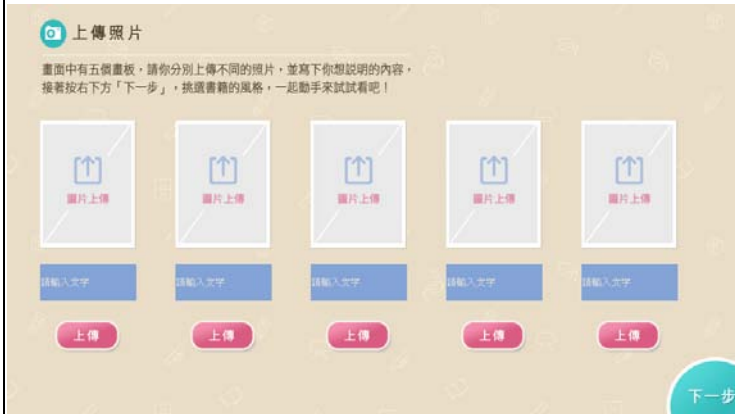 上傳照片
畫面中有五個畫板，請你分別上傳不同的照片，並寫下你想說明的內容，
接著按右下方「下一步」，挑選書籍的風格，一起動手來試試看吧！
圖片上傳 圖片上傳 圖片上傳 圖片上傳 圖片上傳
請輸入文字 請輸入文字 請輸入文字 請輸入文字 請輸入文字
上傳 上傳 上傳 上傳 上傳
下一步